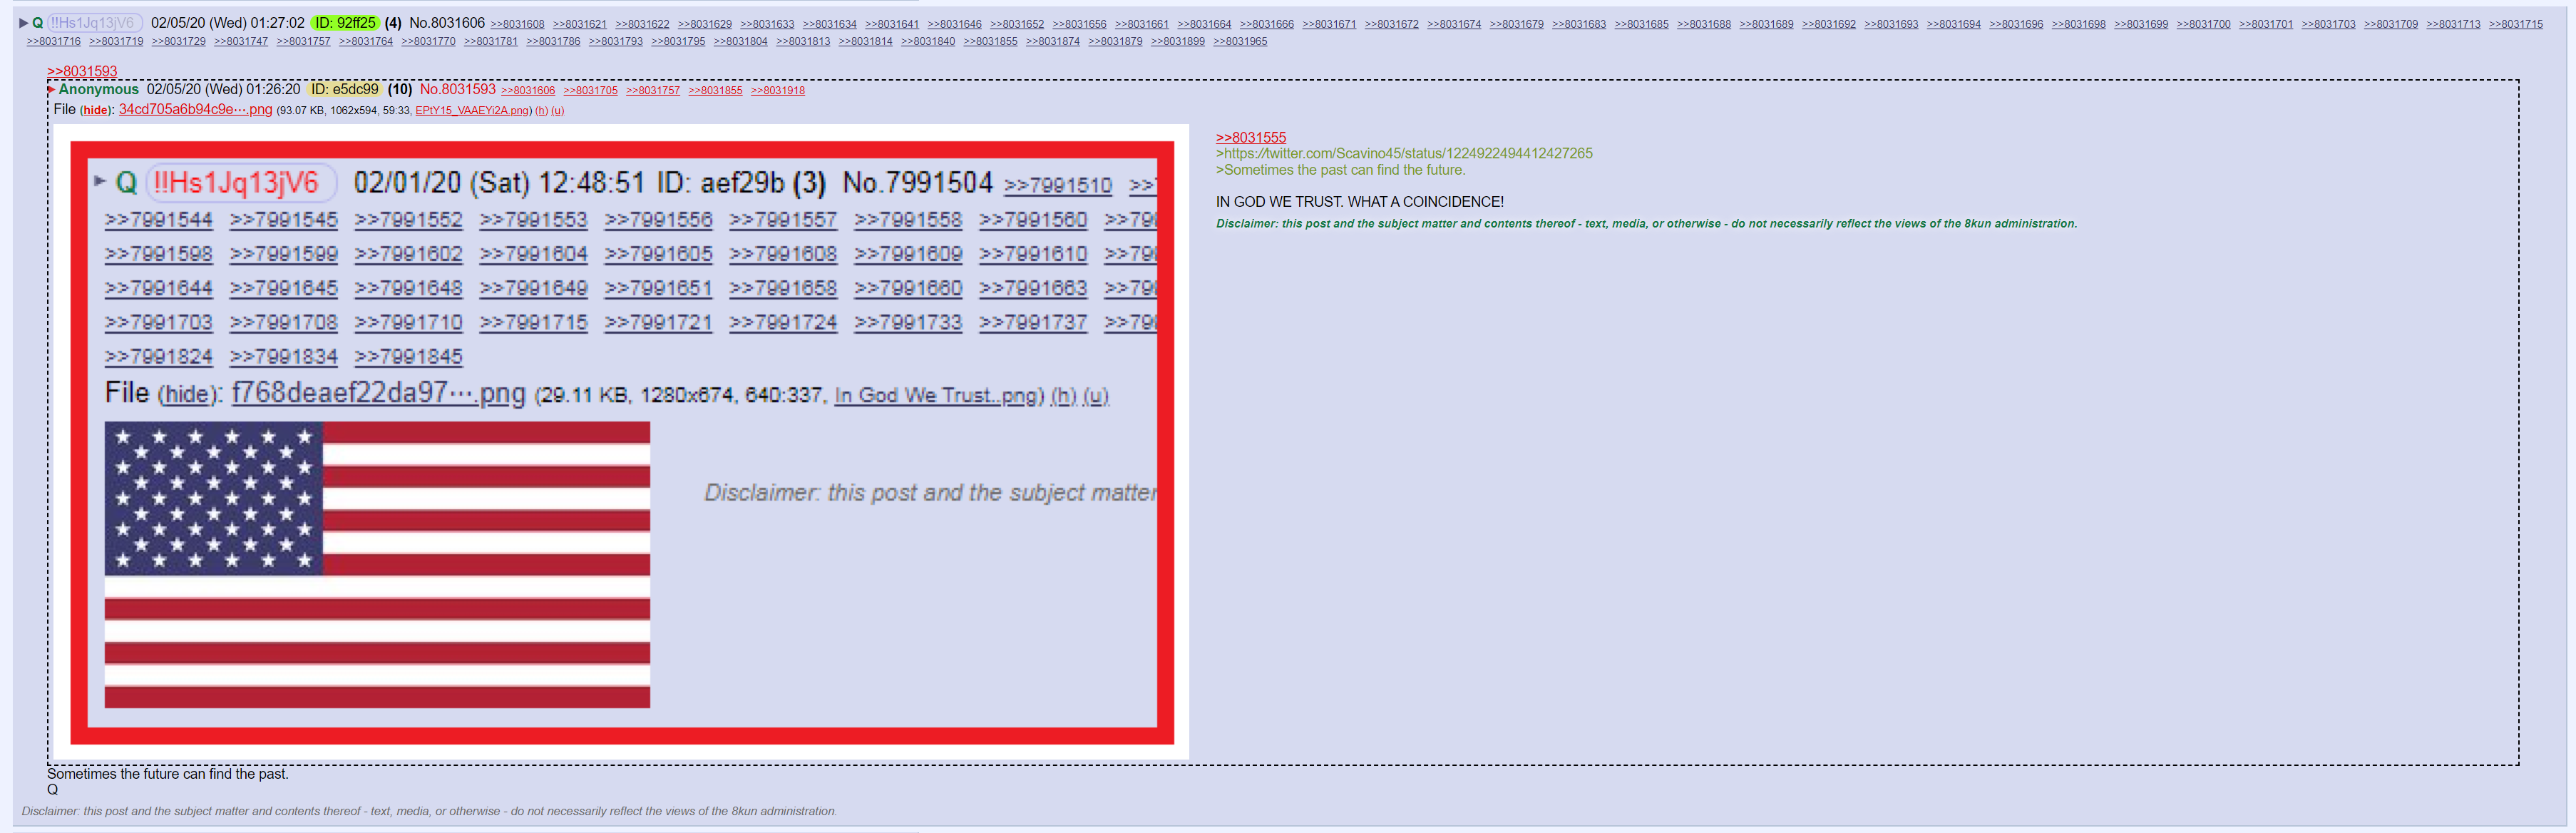 ▶ Q !!Hs1Jq13jV6 02/05/20 (Wed) 01:27:02 ID: 92ff25 (4) No.8031606 >>8031608 >>8031621 >>8031622 >>8031629 >>8031633 >>8031634 >>8031641 >>8031646 >>8031652 >>8031656 >>8031661 >>8031664 >>8031666 >>8031671 >>8031672 >>8031674 >>8031679 >>8031683 >>8031685 >>8031688 >>8031689 >>8031692 >>8031693 >>8031694 >>8031696 >>8031698 >>8031699 >>8031700 >>8031701 >>8031703 >>8031709 >>8031713 >>8031715
>>8031716 >>8031719 >>8031729 >>8031747 >>8031757 >>8031764 >>8031770 >>8031781 >>8031786 >>8031793 >>8031795 >>8031804 >>8031813 >>8031814 >>8031840 >>8031855 >>8031874 >>8031879 >>8031899 >>8031965
>>8031593
▶ Anonymous 02/05/20 (Wed) 01:26:20 ID: e5dc99 (10) No.8031593 >>8031606 >>8031705 >>8031757 >>8031855 >>8031918
File (hide): 34cd705a6b94c9e⋯.png (93.07 KB, 1062x594, 59:33, EPtY15_VAAEYi2A.png) (h) (u)
▶ Q !!Hs1Jq13jV6 02/01/20 (Sat) 12:48:51 ID: aef29b (3) No.7991504 >>7991510 >>7
>>7991544 >>7991545 >>7991552 >>7991553 >>7991556 >>7991557 >>7991558 >>7991560 >>799
>>7991598 >>7991599 >>7991602 >>7991604 >>7991605 >>7991608 >>7991609 >>7991610 >>799
>>7991644 >>7991645 >>7991648 >>7991649 >>7991651 >>7991658 >>7991660 >>7991663 >>799
>>7991703 >>7991708 >>7991710 >>7991715 >>7991721 >>7991724 >>7991733 >>7991737 >>799
>>7991824 >>7991834 >>7991845
File (hide): f768deaef22da97⋯.png (29.11 KB, 1280x674, 640:337, In God We Trust..png) (h) (u)
Disclaimer: this post and the subject matter
>>8031555
>https://twitter.com/Scavino45/status/1224922494412427265
>Sometimes the past can find the future.
IN GOD WE TRUST. WHAT A COINCIDENCE!
Disclaimer: this post and the subject matter and contents thereof - text, media, or otherwise - do not necessarily reflect the views of the 8kun administration.
Sometimes the future can find the past.
Q
Disclaimer: this post and the subject matter and contents thereof - text, media, or otherwise - do not necessarily reflect the views of the 8kun administration.